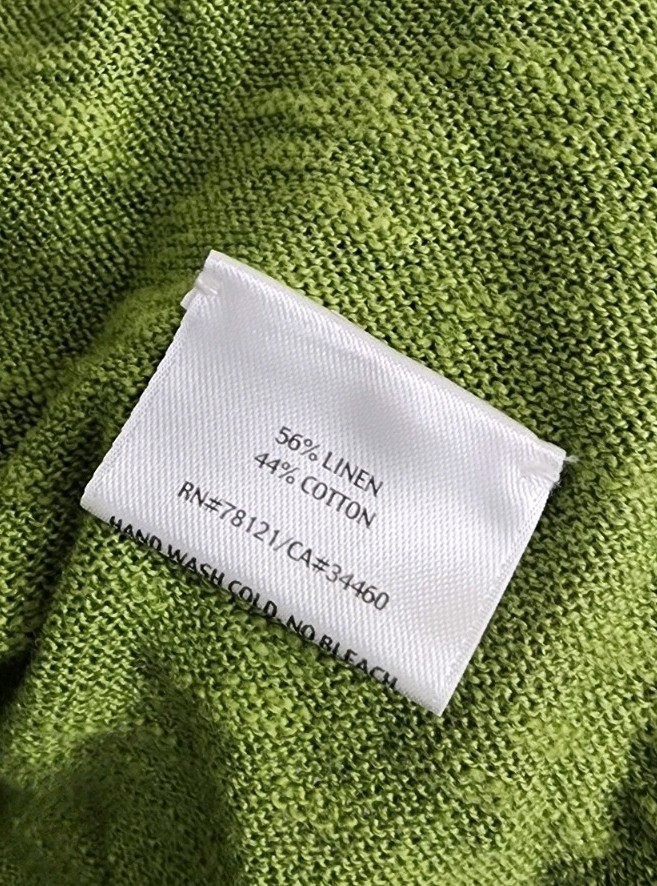 56% LINEN
44% COTTON
RN#78121/CA#34460
HAND WASH COLD, NO BLEACH